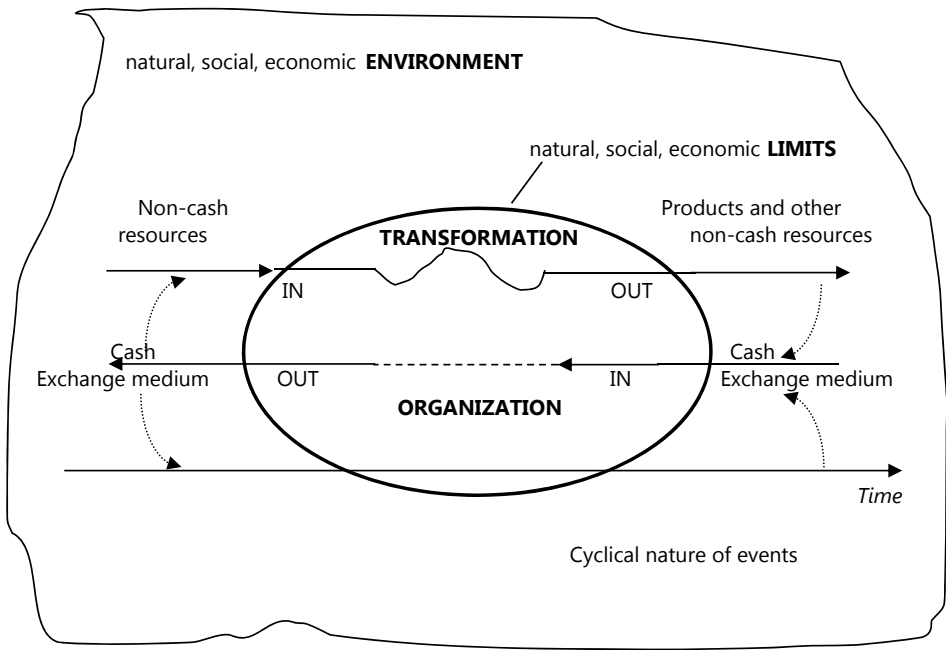 natural, social, economic ENVIRONMENT
natural, social, economic LIMITS
Non-cash
resources
Products and other
non-cash resources
TRANSFORMATION
IN
OUT
Cash
Exchange medium
OUT
IN
Cash
Exchange medium
ORGANIZATION
Time
Cyclical nature of events